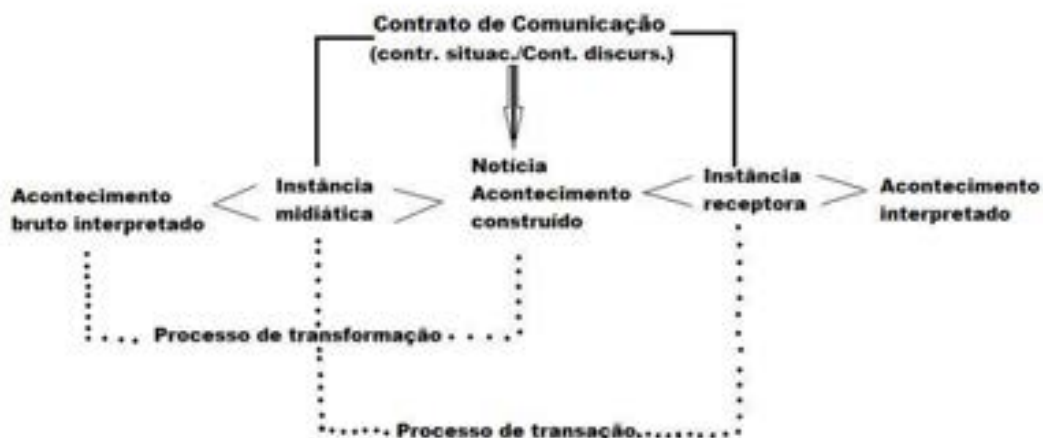 Contrato de Comunicação
(contr. situac./Cont. discurs.)
Acontecimento
bruto interpretado
Instância
midiática
Notícia
Acontecimento
construído
Instância
receptora
Acontecimento
interpretado
Processo de transformação
Processo de transação